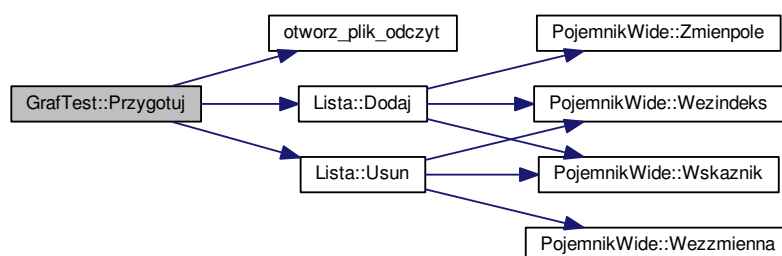 otworz_plik_odczyt
PojemnikWide::Zmienpole
GrafTest::Przygotuj
Lista::Dodaj
PojemnikWide::Wezindeks
Lista::Usun
PojemnikWide::Wskaznik
PojemnikWide::Wezzmienna